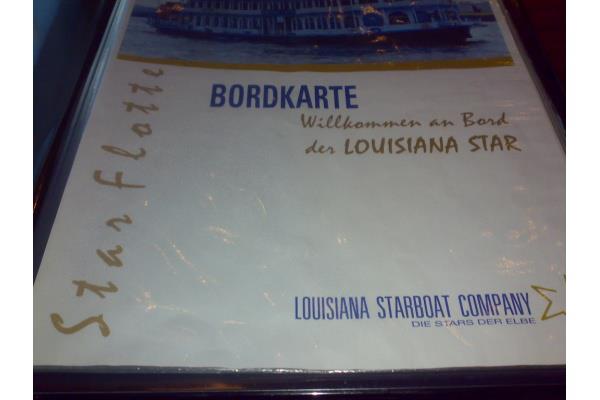 BORDKARTE
Willkommen an Bord
der LOUISIANA STAR
StarFlotte
LOUISIANA STARBOAT COMPANY
DIE STARS DER ELBE